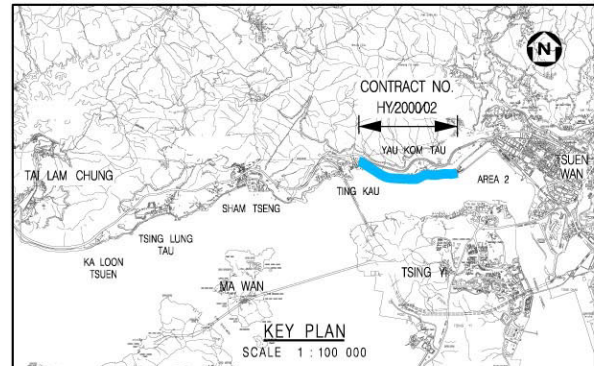 N
CONTRACT NO.
HY/2000/02
YAU KOM TAU
TSUEN
WAN
TAI LAM CHUNG
AREA 2
TING KAU
SHAM TSENG
TSING LUNG
TAU
KA LOON
TSUEN
TSING YI
MA WAN
KEY PLAN
SCALE 1 : 100 000